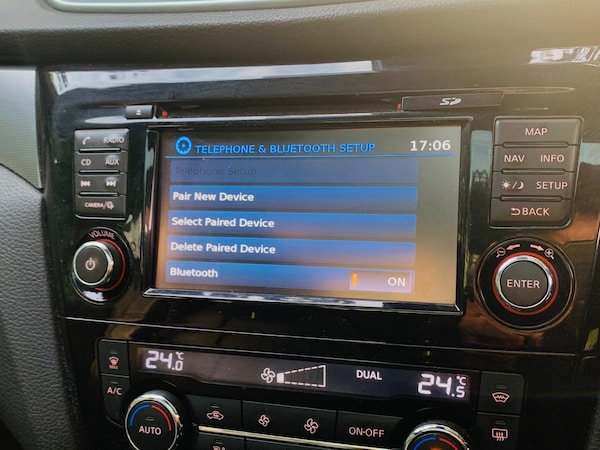 SD
RADIO
CD AUX
CAMERA/
VOLUME
TELEPHONE & BLUETOOTH SETUP 17:06
Telephone Setup
Pair New Device
Select Paired Device
Delete Paired Device
Bluetooth ON
MAP
NAV INFO
SETUP
BACK
ENTER
24.0°C DUAL 24.5°C
A/C
AUTO
ON·OFF